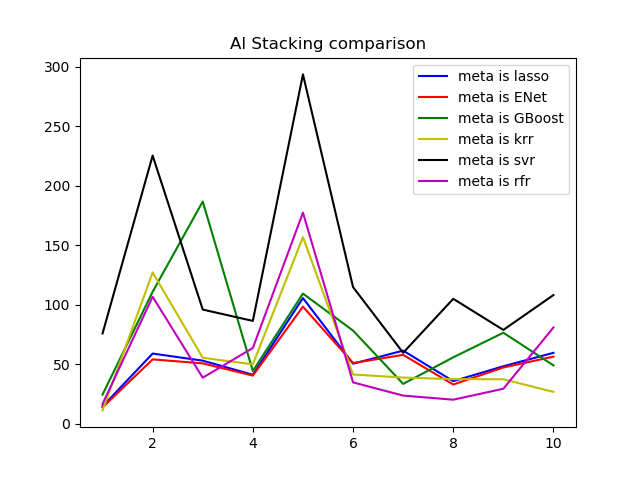 AI Stacking comparison
300
250
200
150
100
50
0
meta is lasso
meta is ENet
meta is GBoost
meta is krr
meta is svr
meta is rfr
2 4 6 8 10